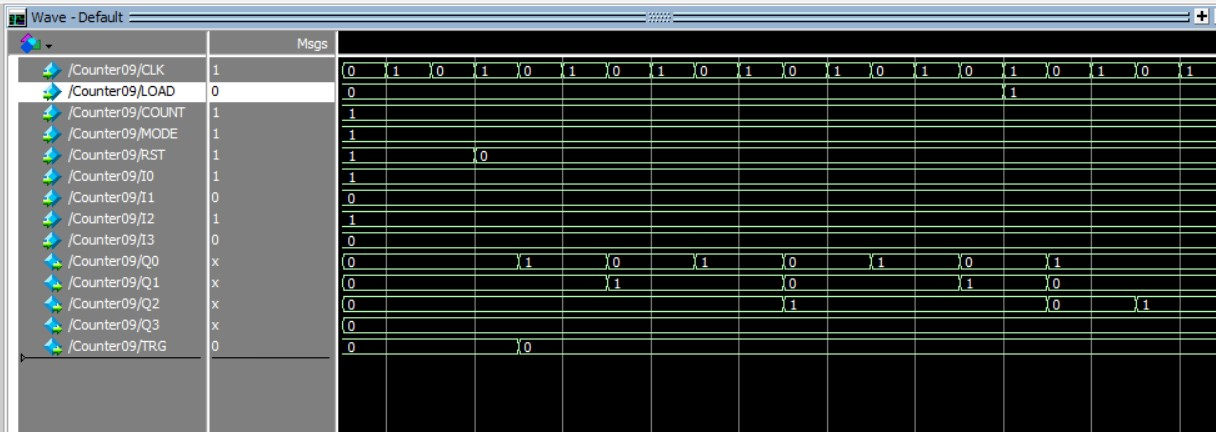 Wave - Default
Msgs
/Counter09/CLK 1 0 1 0 1 0 1 0 1 0 1 0 1 0 1 0 1 0 1 0 1
/Counter09/LOAD 0 0 1
/Counter09/COUNT 1 1
/Counter09/MODE 1 1
/Counter09/RST 1 1 0
/Counter09/I0 1 1
/Counter09/I1 0 0
/Counter09/I2 1 1
/Counter09/I3 0 0
/Counter09/Q0 x 0 1 0 1 0 1 0 1
/Counter09/Q1 x 0 1 0 1 0
/Counter09/Q2 x 0 1 0 1
/Counter09/Q3 x 0
/Counter09/TRG 0 0 0